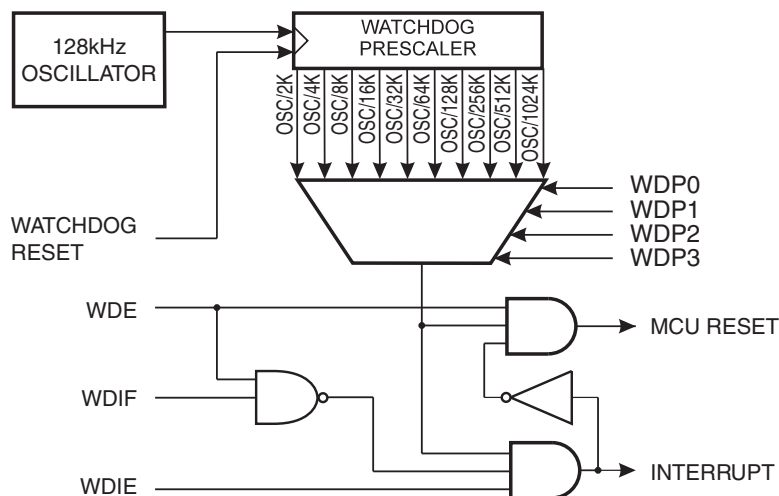 128kHz
OSCILLATOR
WATCHDOG
PRESCALER
OSC/2K
OSC/4K
OSC/8K
OSC/16K
OSC/32K
OSC/64K
OSC/128K
OSC/256K
OSC/512K
OSC/1024K
WDP0
WDP1
WDP2
WDP3
WATCHDOG
RESET
WDE
MCU RESET
WDIF
WDIE
INTERRUPT